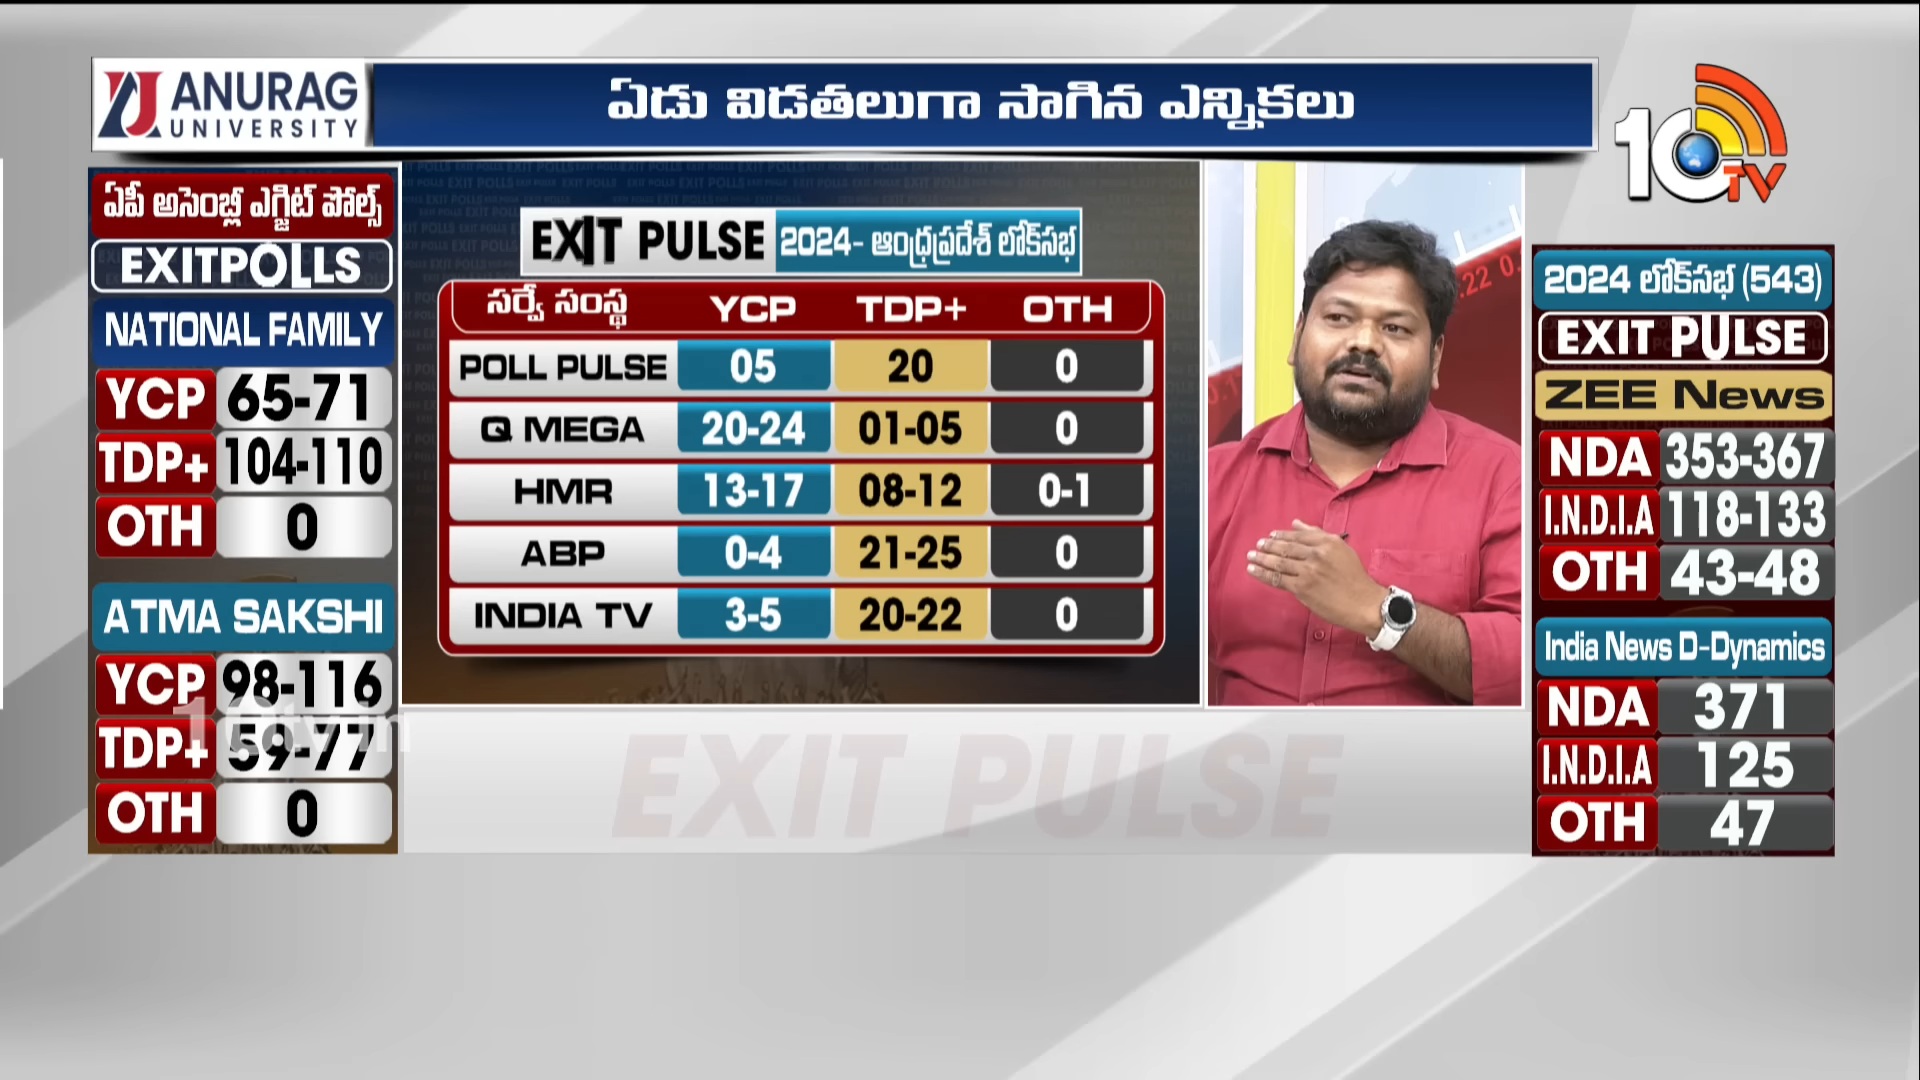 ANURAG
UNIVERSITY
ఏడు విడతలుగా సాగిన ఎన్నికలు
10TV
ఏపీ అసెంబ్లీ ఎగ్జిట్ పోల్స్
EXITPOLLS
NATIONAL FAMILY
YCP 65-71
TDP+ 104-110
OTH 0
ATMA SAKSHI
YCP 98-116
TDP+ 59-77
OTH 0
10tv.in
EXIT PULSE 2024- ఆంధ్రప్రదేశ్ లోక్‌సభ
సర్వే సంస్థ YCP TDP+ OTH
POLL PULSE 05 20 0
Q MEGA 20-24 01-05 0
HMR 13-17 08-12 0-1
ABP 0-4 21-25 0
INDIA TV 3-5 20-22 0
EXIT PULSE
2024 లోక్‌సభ (543)
EXIT PULSE
ZEE News
NDA 353-367
I.N.D.I.A 118-133
OTH 43-48
India News D-Dynamics
NDA 371
I.N.D.I.A 125
OTH 47